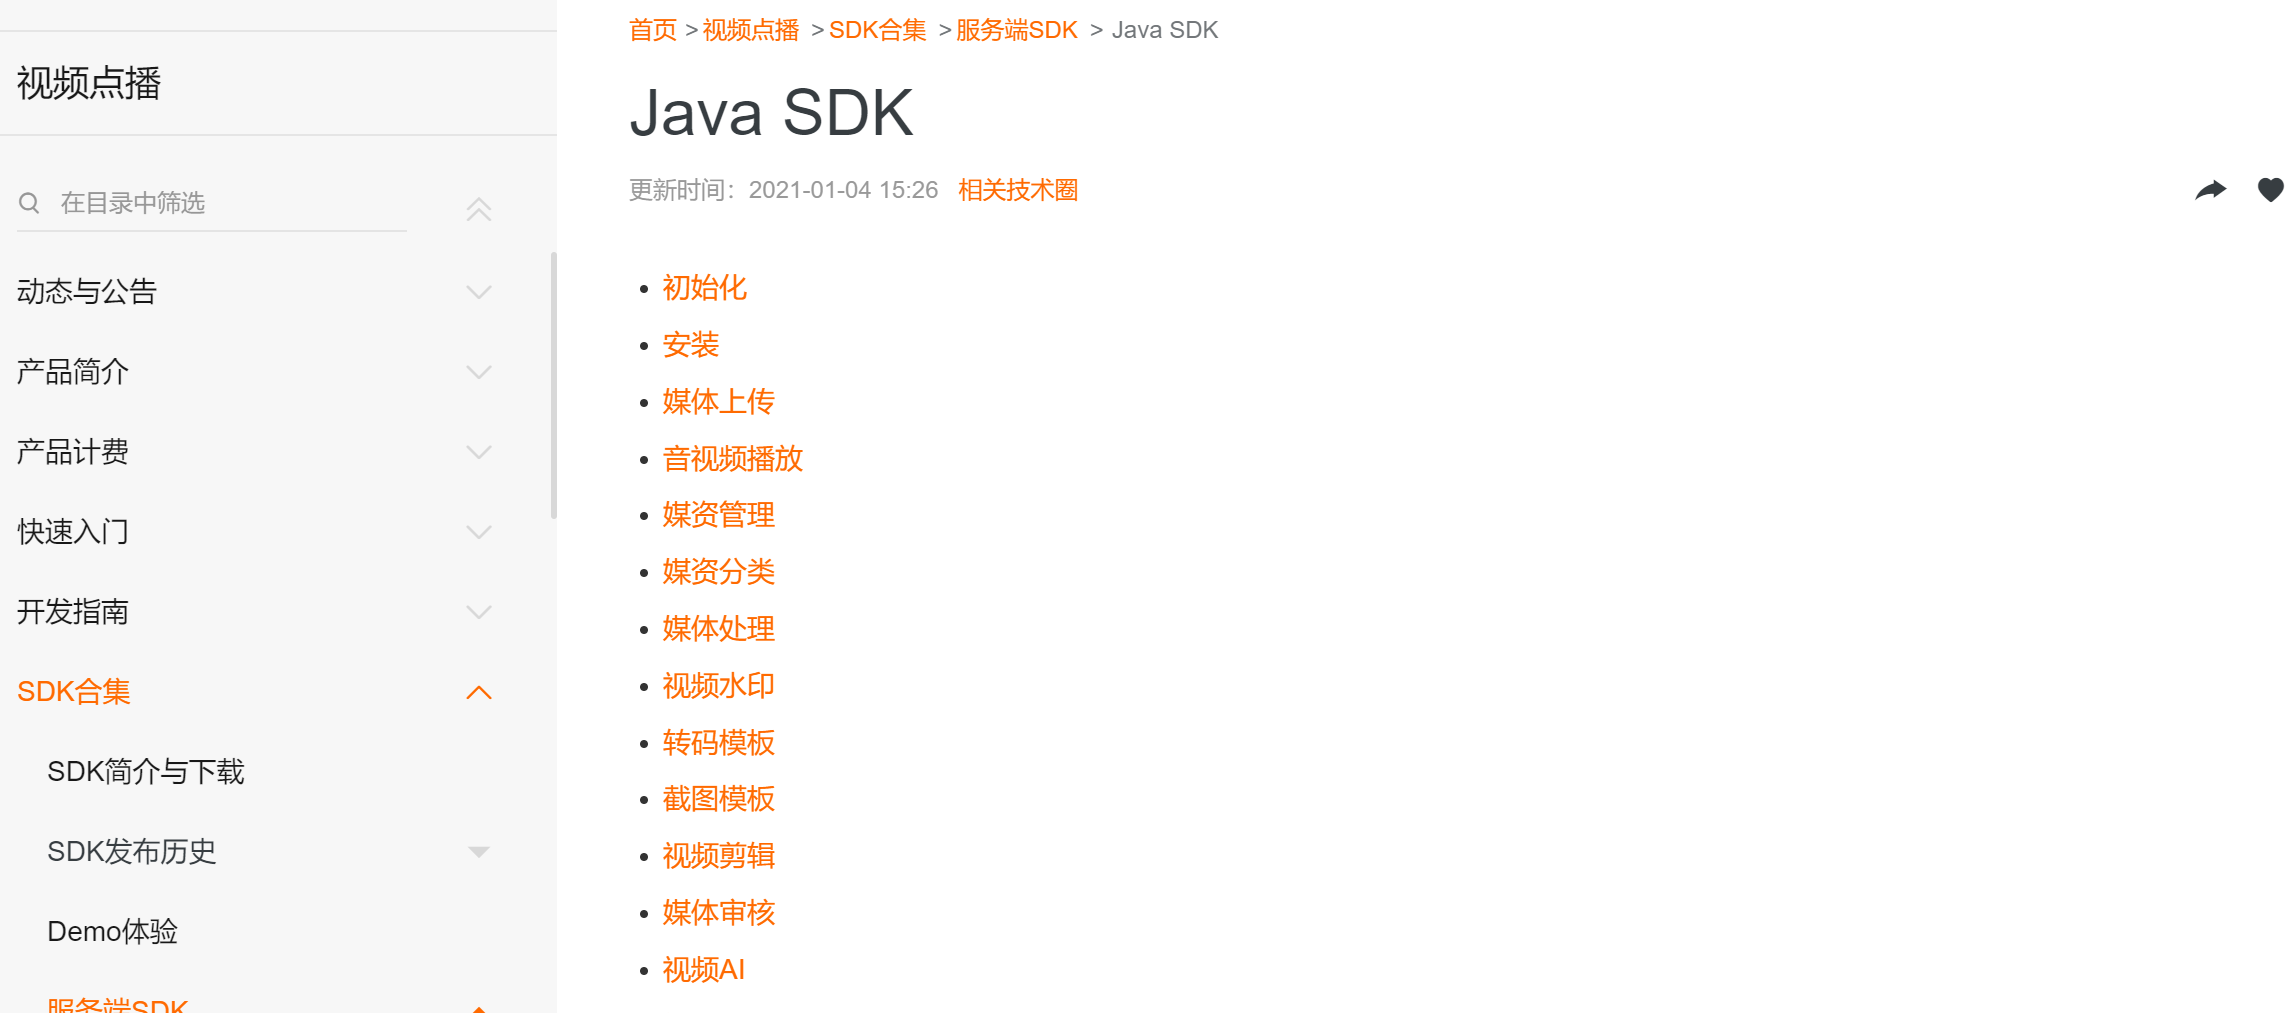 视频点播
在目录中筛选
动态与公告
产品简介
产品计费
快速入门
开发指南
SDK合集
SDK简介与下载
SDK发布历史
Demo体验
服务端SDK
首页 > 视频点播 > SDK合集 > 服务端SDK > Java SDK
Java SDK
更新时间：2021-01-04 15:26 相关技术圈
• 初始化
• 安装
• 媒体上传
• 音视频播放
• 媒资管理
• 媒资分类
• 媒体处理
• 视频水印
• 转码模板
• 截图模板
• 视频剪辑
• 媒体审核
• 视频AI